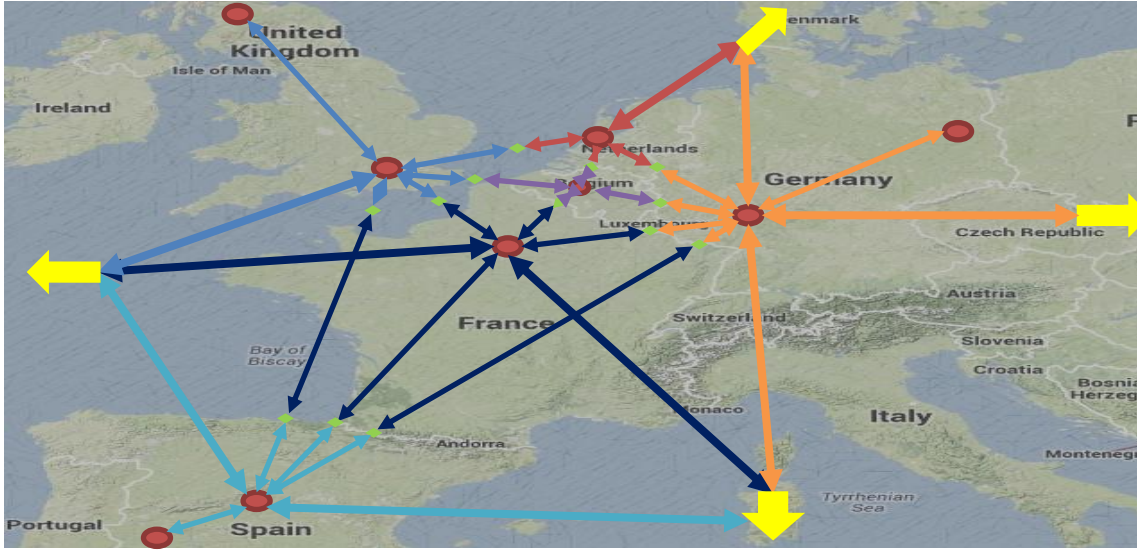 enmark
United
Kingdom
Isle of Man
Ireland
Netherlands
Belgium
Germany
Luxembourg
Czech Republic
Austria
Switzerland
France
Slovenia
Bay of
Biscay
Croatia
Bosnia
Herzeg
Monaco
Italy
Andorra
Montenegr
Tyrrhenian
Sea
Portugal
Spain